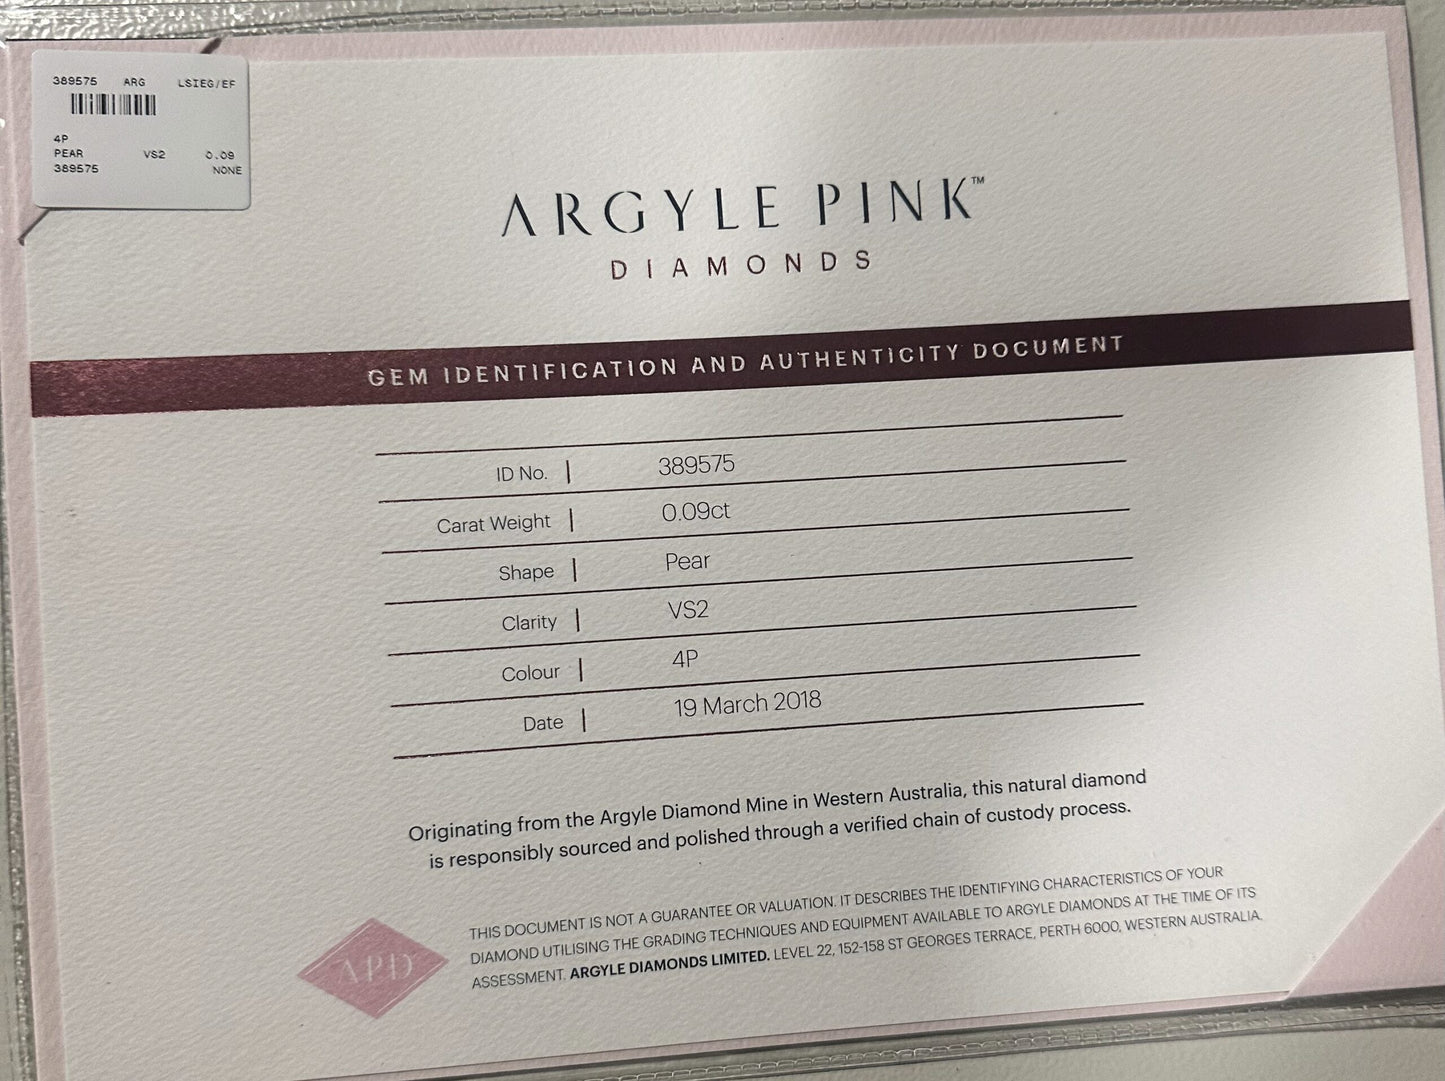 389575 ARG LSIEG/EF
4P
PEAR VS2 0.09
389575 NONE
ARGYLE PINK™
DIAMONDS
GEM IDENTIFICATION AND AUTHENTICITY DOCUMENT
ID No. | 389575
Carat Weight | 0.09ct
Shape | Pear
Clarity | VS2
Colour | 4P
Date | 19 March 2018
Originating from the Argyle Diamond Mine in Western Australia, this natural diamond
is responsibly sourced and polished through a verified chain of custody process.
THIS DOCUMENT IS NOT A GUARANTEE OR VALUATION. IT DESCRIBES THE IDENTIFYING CHARACTERISTICS OF YOUR
DIAMOND UTILISING THE GRADING TECHNIQUES AND EQUIPMENT AVAILABLE TO ARGYLE DIAMONDS AT THE TIME OF ITS
ASSESSMENT. ARGYLE DIAMONDS LIMITED. LEVEL 22, 152-158 ST GEORGES TERRACE, PERTH 6000, WESTERN AUSTRALIA.
APD